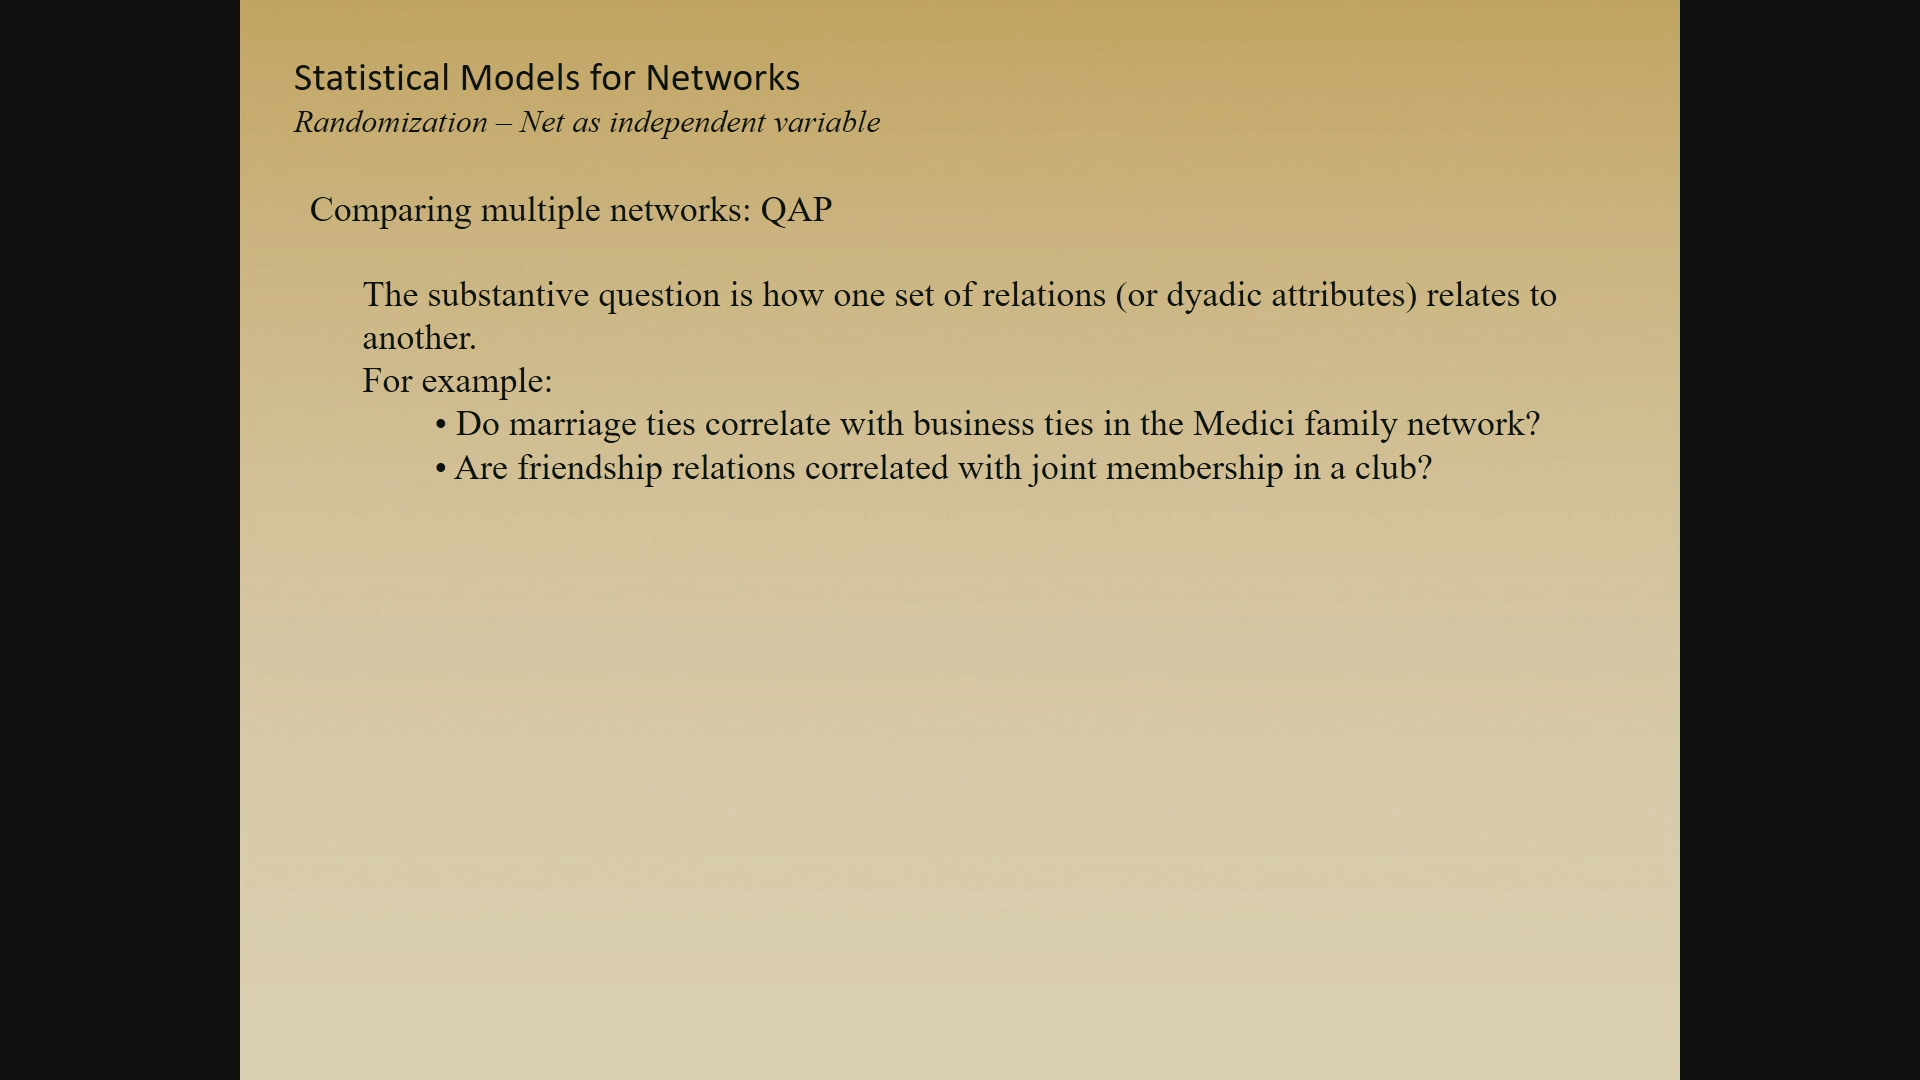 Statistical Models for Networks
Randomization – Net as independent variable
Comparing multiple networks: QAP
The substantive question is how one set of relations (or dyadic attributes) relates to
another.
For example:
• Do marriage ties correlate with business ties in the Medici family network?
• Are friendship relations correlated with joint membership in a club?